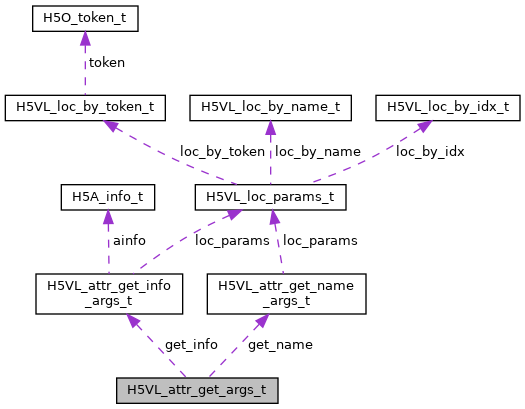 H5O_token_t
token
H5VL_loc_by_token_t
H5VL_loc_by_name_t
H5VL_loc_by_idx_t
loc_by_token
loc_by_name
loc_by_idx
H5A_info_t
H5VL_loc_params_t
ainfo
loc_params
loc_params
H5VL_attr_get_info
_args_t
H5VL_attr_get_name
_args_t
get_info
get_name
H5VL_attr_get_args_t